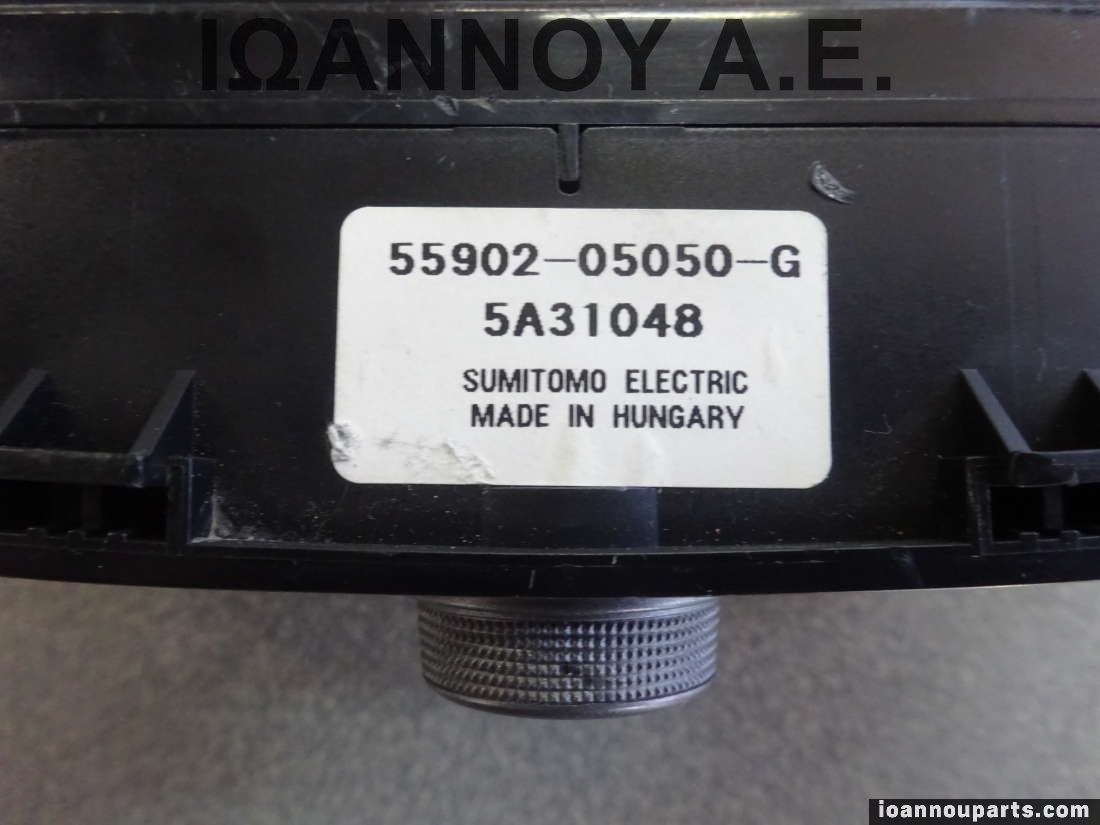 ΙΩΑΝΝΟΥ Α.Ε.
55902-05050-G
5A31048
SUMITOMO ELECTRIC
MADE IN HUNGARY
ioannouparts.com